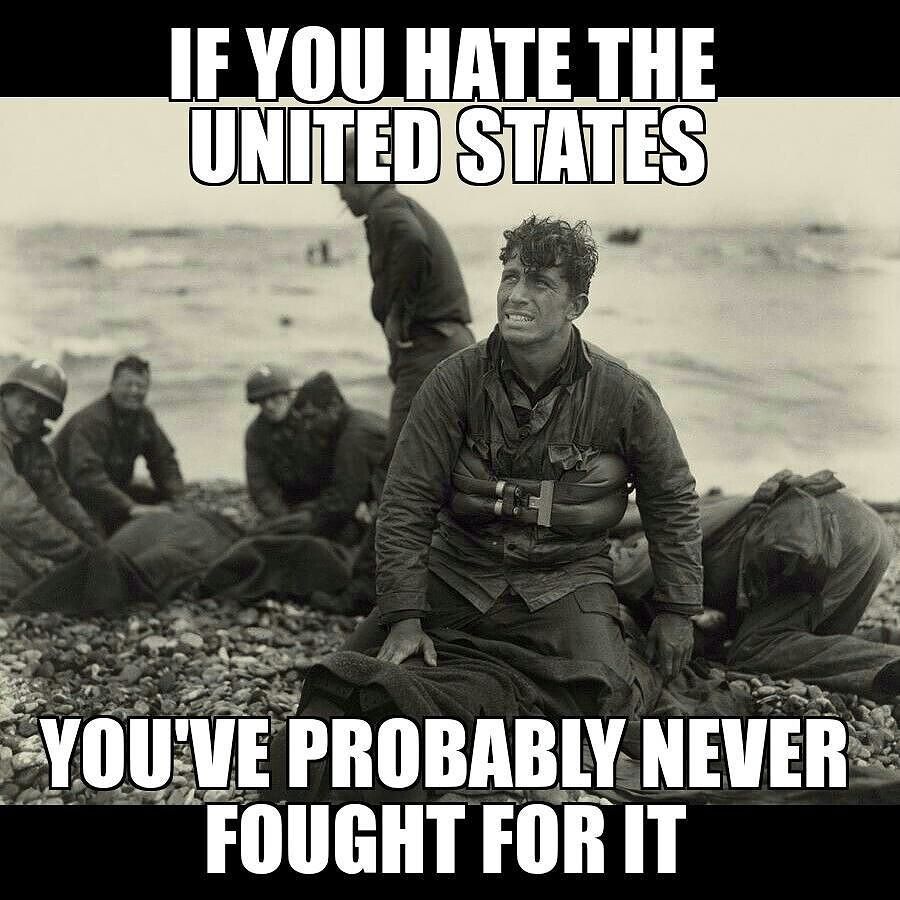 IF YOU HATE THE
UNITED STATES
YOU'VE PROBABLY NEVER
FOUGHT FOR IT